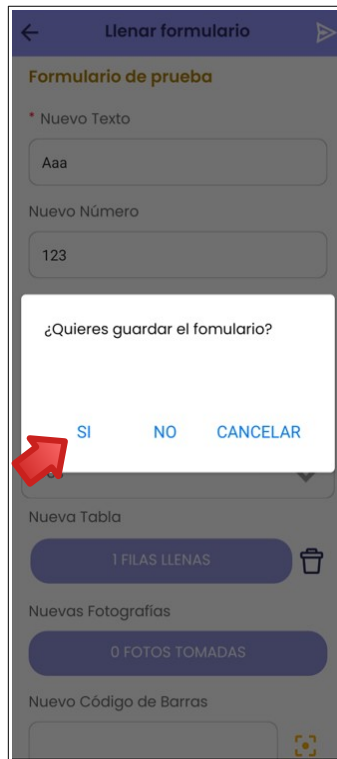 Llenar formulario
Formulario de prueba
* Nuevo Texto
Aaa
Nuevo Número
123
¿Quieres guardar el fomulario?
SI NO CANCELAR
Nueva Tabla
1 FILAS LLENAS
Nuevas Fotografías
0 FOTOS TOMADAS
Nuevo Código de Barras